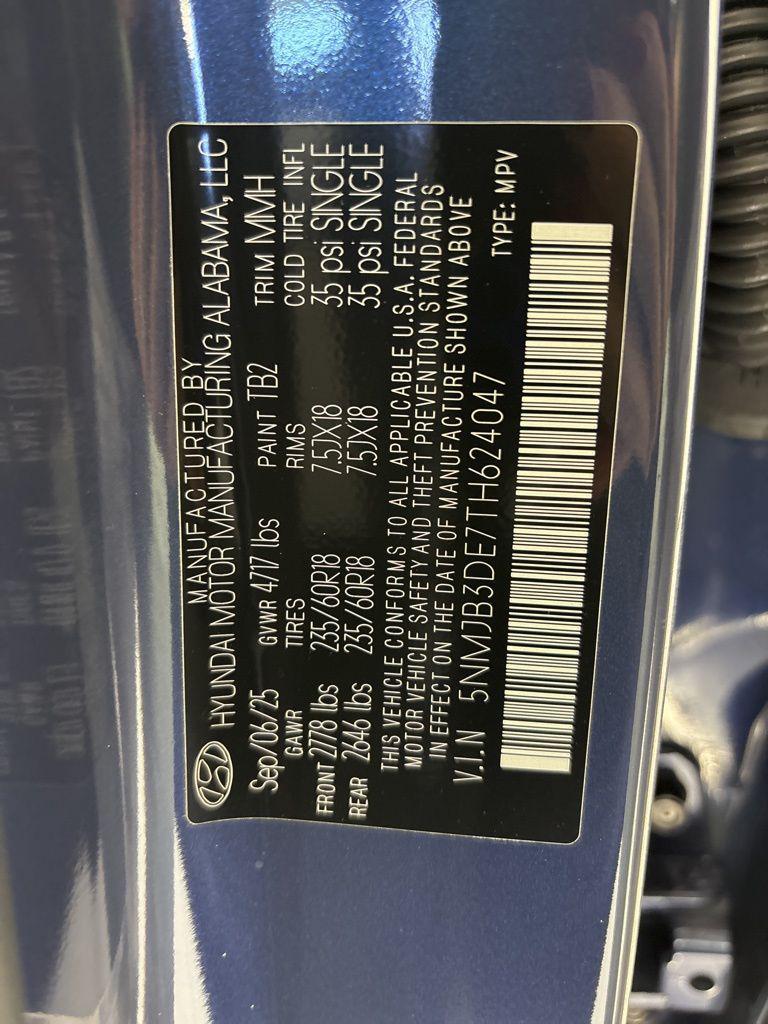 MANUFACTURED BY
HYUNDAI MOTOR MANUFACTURING ALABAMA, LLC
Sep/06/25 GVWR 4717 lbs PAINT TB2 TRIM MMH
GAWR TIRES RIMS COLD TIRE INFL
FRONT 2778 lbs 235/60R18 7.5JX18 35 psi SINGLE
REAR 2646 lbs 235/60R18 7.5JX18 35 psi SINGLE
THIS VEHICLE CONFORMS TO ALL APPLICABLE U.S.A. FEDERAL
MOTOR VEHICLE SAFETY AND THEFT PREVENTION STANDARDS
IN EFFECT ON THE DATE OF MANUFACTURE SHOWN ABOVE
V.I.N 5NMJB3DE7TH624047 TYPE: MPV